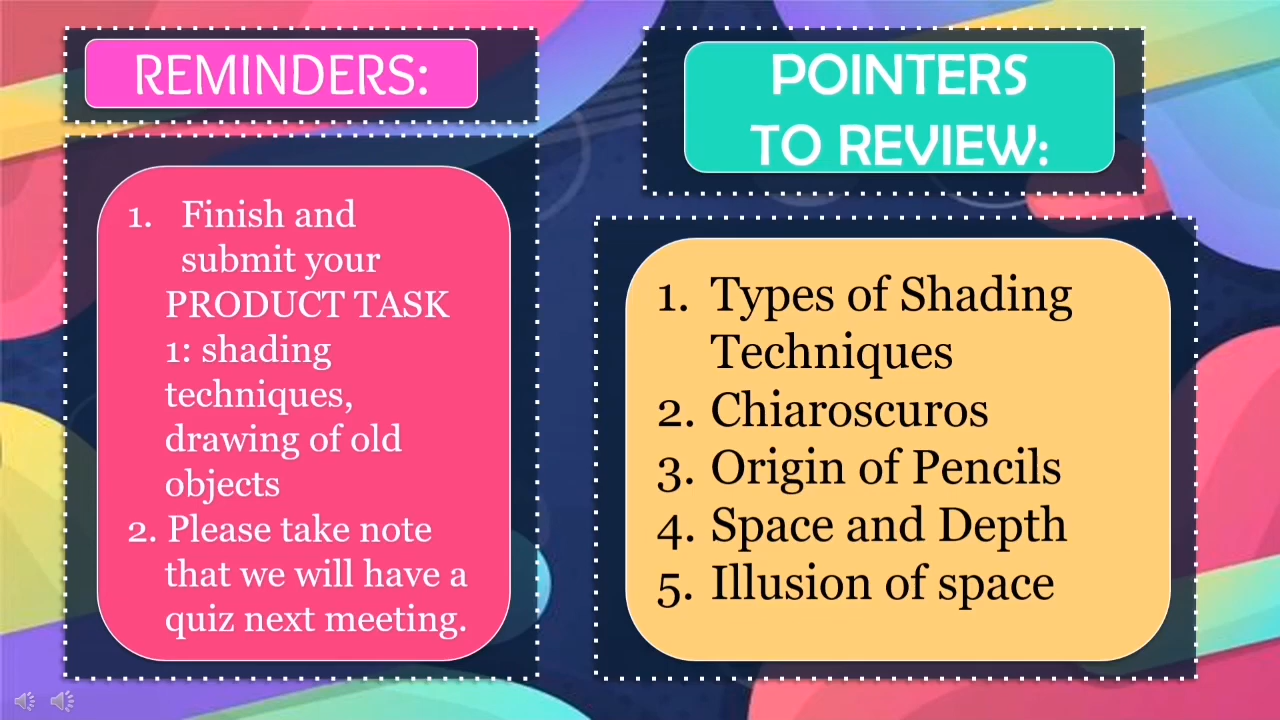 REMINDERS:
1. Finish and
submit your
PRODUCT TASK
1: shading
techniques,
drawing of old
objects
2. Please take note
that we will have a
quiz next meeting.
POINTERS
TO REVIEW:
1. Types of Shading
Techniques
2. Chiaroscuros
3. Origin of Pencils
4. Space and Depth
5. Illusion of space